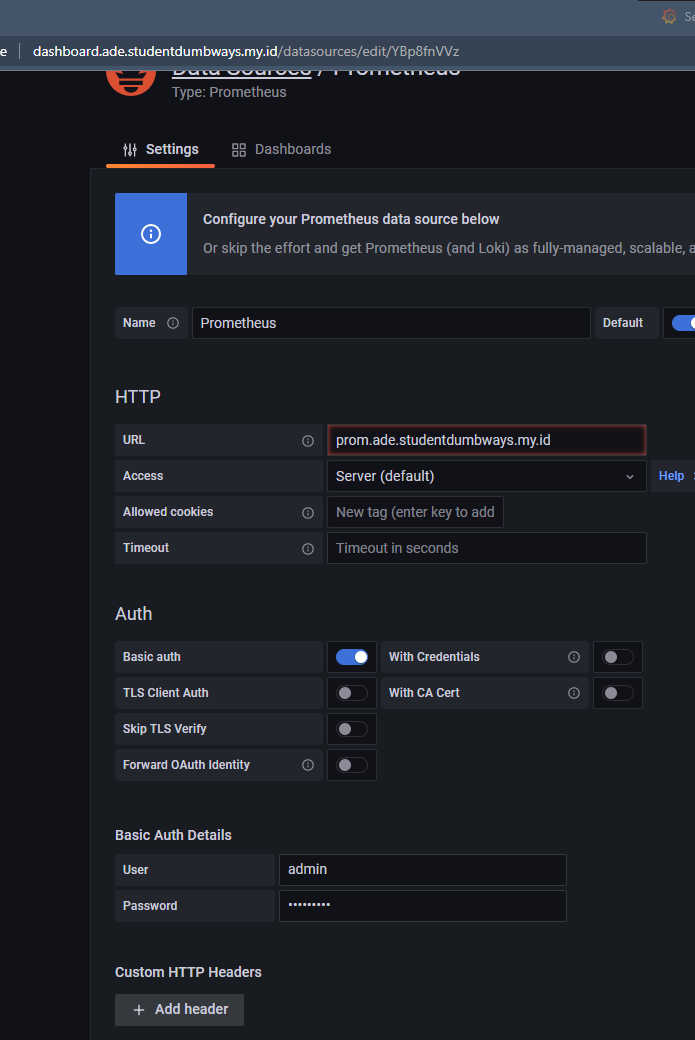 Se
e dashboard.ade.studentdumbways.my.id/datasources/edit/YBp8fnVVz
Data Sources / Prometheus
Type: Prometheus
Settings Dashboards
Configure your Prometheus data source below
Or skip the effort and get Prometheus (and Loki) as fully-managed, scalable, a
Name Prometheus Default
HTTP
URL prom.ade.studentdumbways.my.id
Access Server (default) Help
Allowed cookies New tag (enter key to add
Timeout Timeout in seconds
Auth
Basic auth With Credentials
TLS Client Auth With CA Cert
Skip TLS Verify
Forward OAuth Identity
Basic Auth Details
User admin
Password •••••••••
Custom HTTP Headers
+ Add header